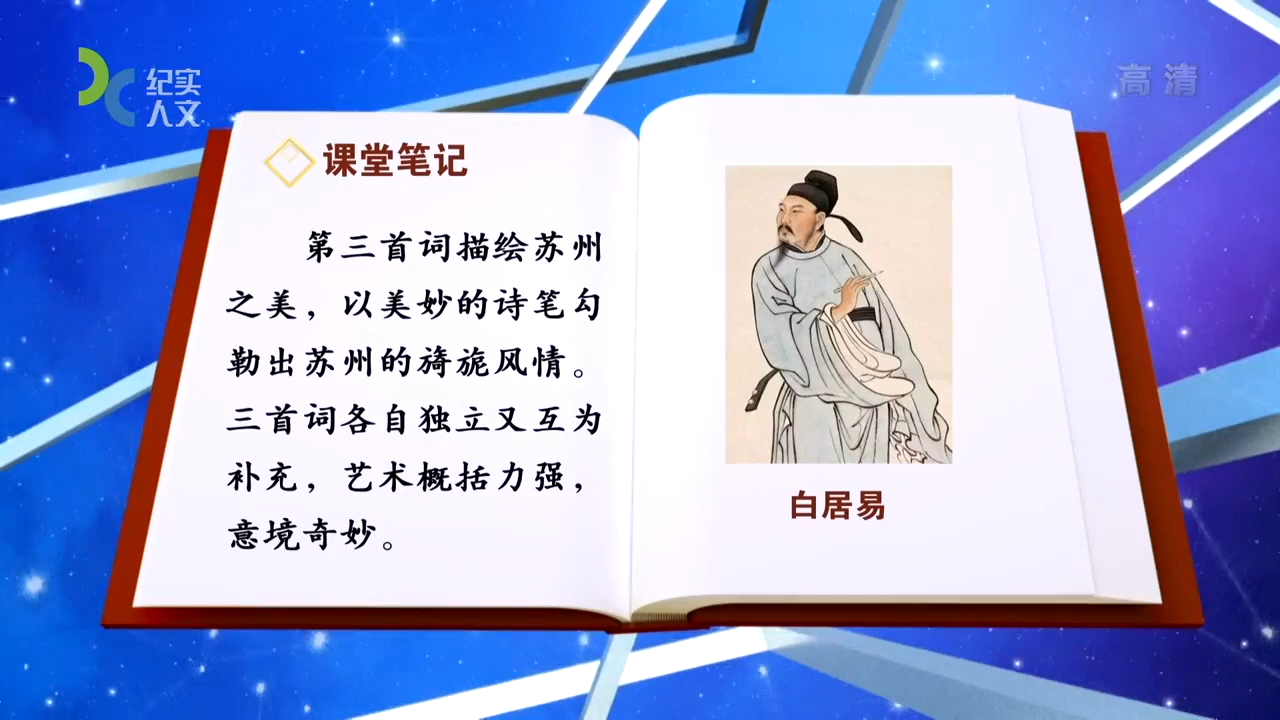 纪实
人文
高清
课堂笔记
第三首词描绘苏州
之美，以美妙的诗笔勾
勒出苏州的旖旎风情。
三首词各自独立又互为
补充，艺术概括力强，
意境奇妙。
白居易